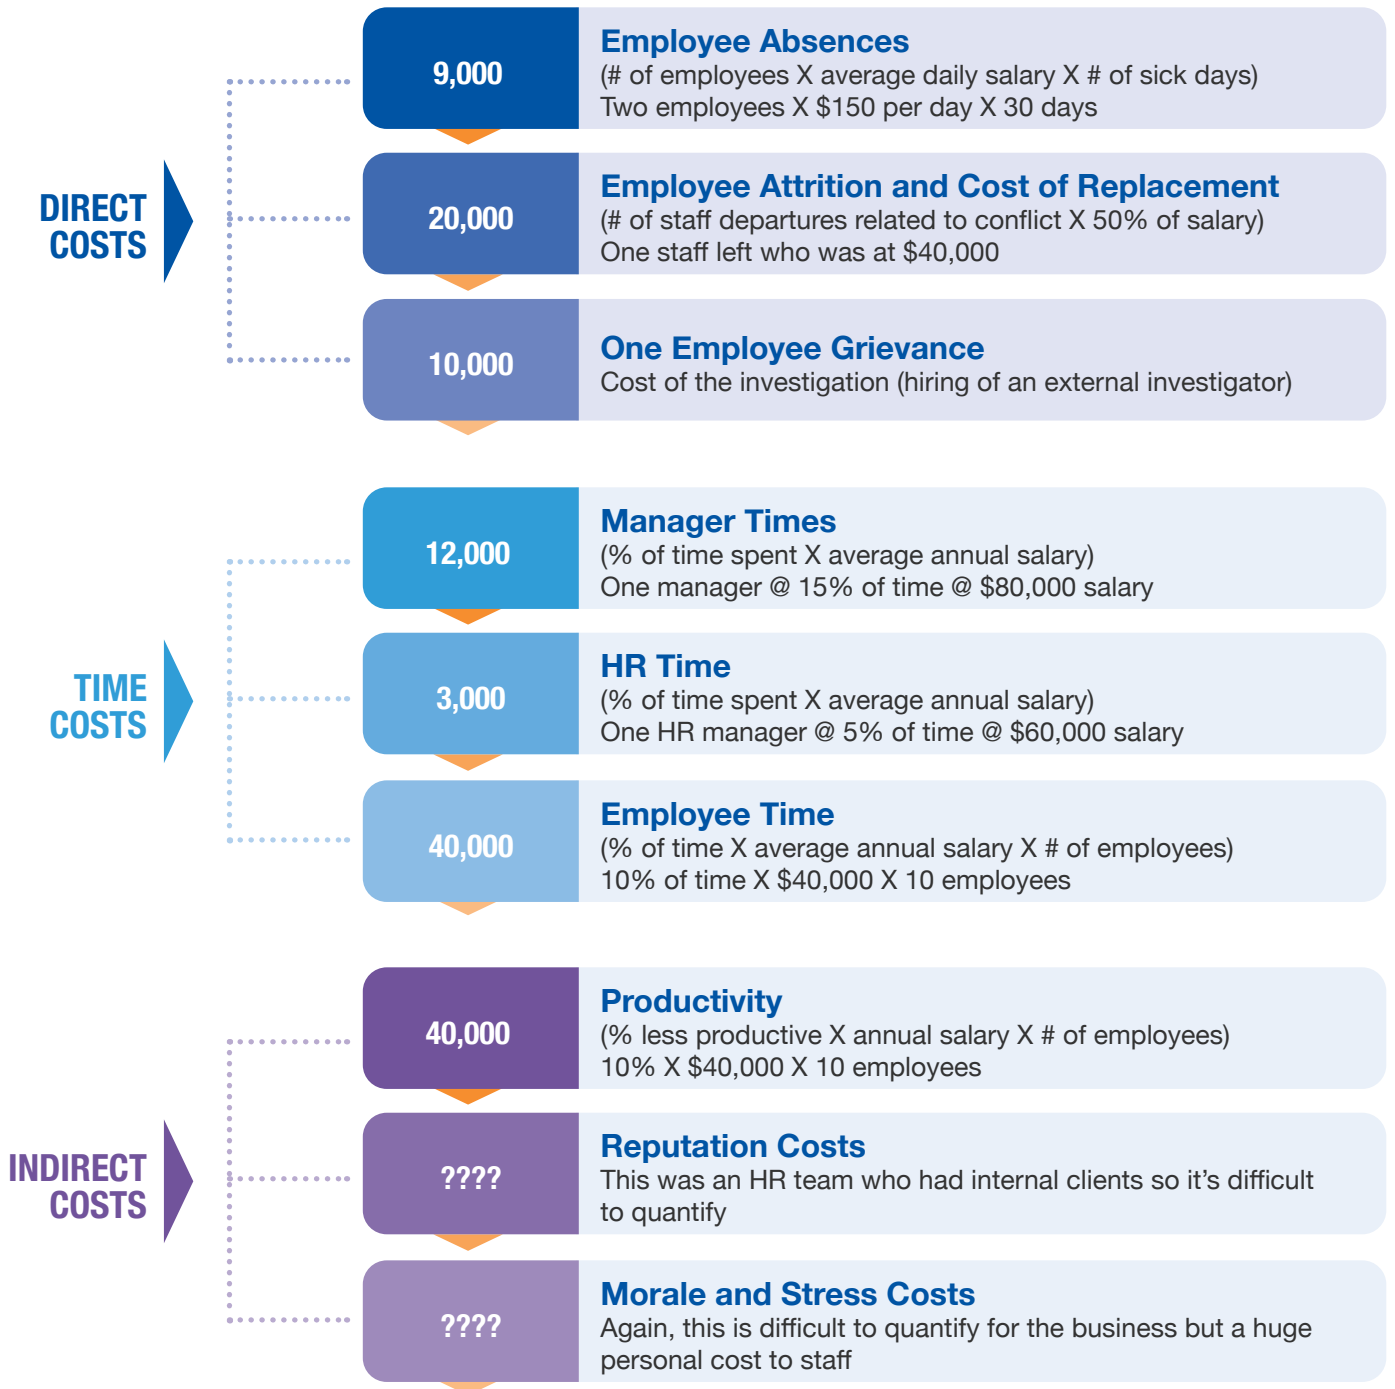 DIRECT
COSTS
9,000
Employee Absences
(# of employees X average daily salary X # of sick days)
Two employees X $150 per day X 30 days
20,000
Employee Attrition and Cost of Replacement
(# of staff departures related to conflict X 50% of salary)
One staff left who was at $40,000
10,000
One Employee Grievance
Cost of the investigation (hiring of an external investigator)
TIME
COSTS
12,000
Manager Times
(% of time spent X average annual salary)
One manager @ 15% of time @ $80,000 salary
3,000
HR Time
(% of time spent X average annual salary)
One HR manager @ 5% of time @ $60,000 salary
40,000
Employee Time
(% of time X average annual salary X # of employees)
10% of time X $40,000 X 10 employees
INDIRECT
COSTS
40,000
Productivity
(% less productive X annual salary X # of employees)
10% X $40,000 X 10 employees
????
Reputation Costs
This was an HR team who had internal clients so it’s difficult
to quantify
????
Morale and Stress Costs
Again, this is difficult to quantify for the business but a huge
personal cost to staff